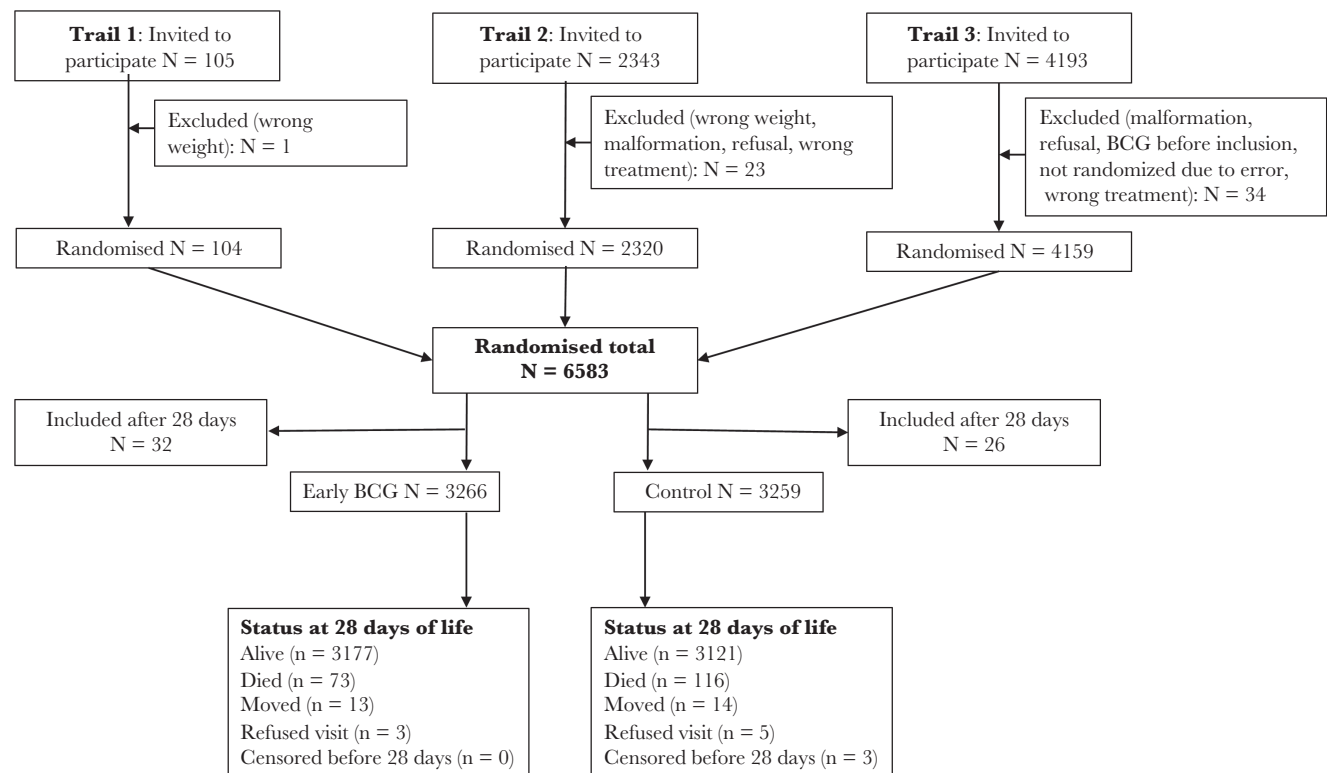 Trail 1: Invited to
participate N = 105
Trail 2: Invited to
participate N = 2343
Trail 3: Invited to
participate N = 4193
Excluded (wrong
weight): N = 1
Excluded (wrong weight,
malformation, refusal, wrong
treatment): N = 23
Excluded (malformation,
refusal, BCG before inclusion,
not randomized due to error,
wrong treatment): N = 34
Randomised N = 104
Randomised N = 2320
Randomised N = 4159
Randomised total
N = 6583
Included after 28 days
N = 32
Included after 28 days
N = 26
Early BCG N = 3266
Control N = 3259
Status at 28 days of life
Alive (n = 3177)
Died (n = 73)
Moved (n = 13)
Refused visit (n = 3)
Censored before 28 days (n = 0)
Status at 28 days of life
Alive (n = 3121)
Died (n = 116)
Moved (n = 14)
Refused visit (n = 5)
Censored before 28 days (n = 3)